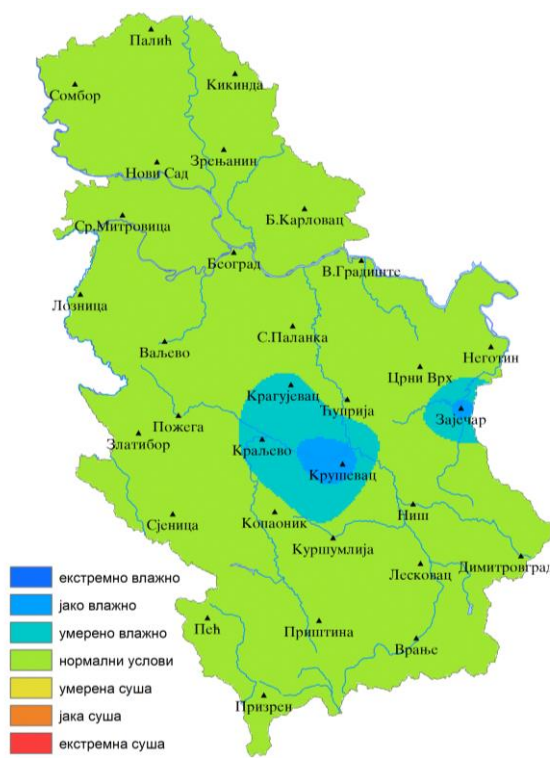 Палић
Кикинда
Сомбор
Зрењанин
Нови Сад
Б.Карловац
Ср.Митровица
Београд
В.Градиште
Лозница
С.Паланка
Ваљево
Неготин
Црни Врх
Крагујевац
Ћуприја
Зајечар
Пожега
Златибор
Краљево
Крушевац
Ниш
Сјеница
Копаоник
Куршумлија
Димитровград
Лесковац
екстремно влажно
јако влажно
умерено влажно
нормални услови
умерена суша
јака суша
екстремна суша
Пећ
Приштина
Врање
Призрен